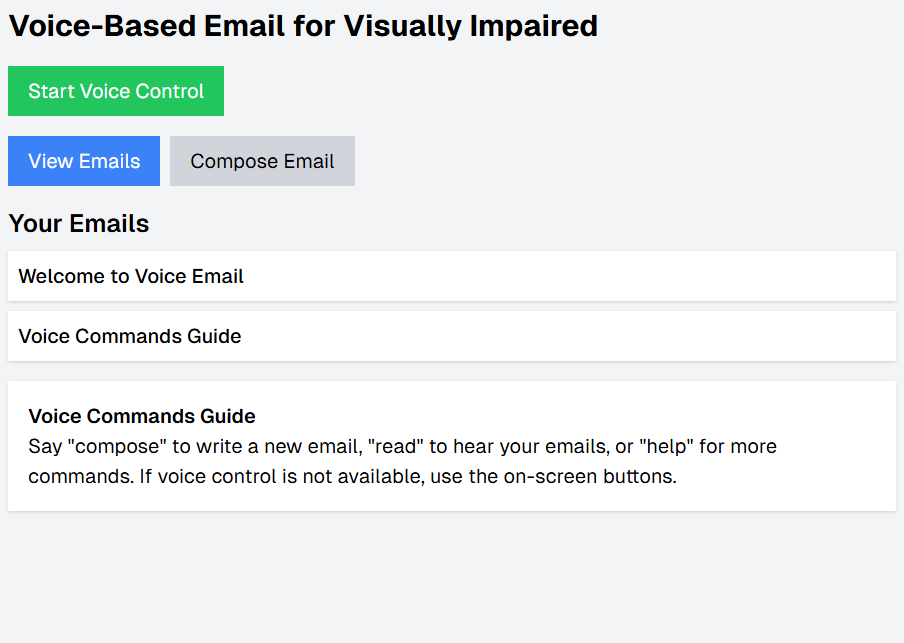 Voice-Based Email for Visually Impaired
Start Voice Control
View Emails
Compose Email
Your Emails
Welcome to Voice Email
Voice Commands Guide
Voice Commands Guide
Say "compose" to write a new email, "read" to hear your emails, or "help" for more
commands. If voice control is not available, use the on-screen buttons.